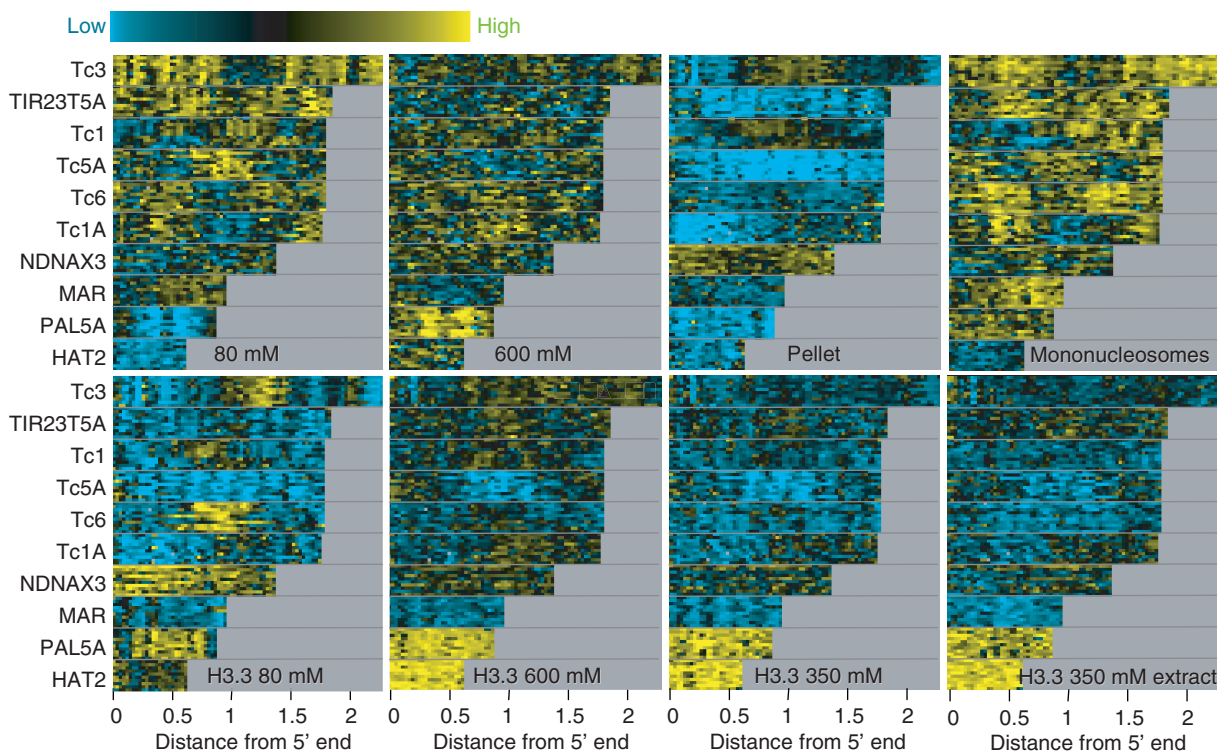 Low High
Tc3
TIR23T5A
Tc1
Tc5A
Tc6
Tc1A
NDNAX3
MAR
PAL5A
HAT2
80 mM 600 mM Pellet Mononucleosomes
Tc3
TIR23T5A
Tc1
Tc5A
Tc6
Tc1A
NDNAX3
MAR
PAL5A
HAT2
H3.3 80 mM H3.3 600 mM H3.3 350 mM H3.3 350 mM extract
0 0.5 1 1.5 2 0 0.5 1 1.5 2 0 0.5 1 1.5 2 0 0.5 1 1.5 2
Distance from 5' end Distance from 5' end Distance from 5' end Distance from 5' end